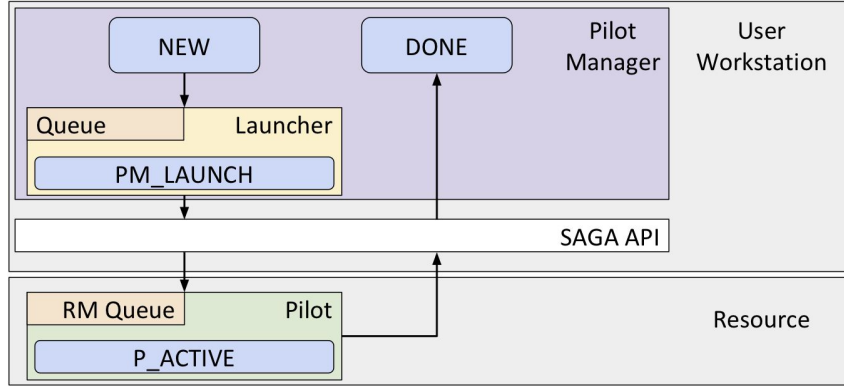 NEW
DONE
Pilot
Manager
User
Workstation
Queue
Launcher
PM_LAUNCH
SAGA API
RM Queue
Pilot
P_ACTIVE
Resource